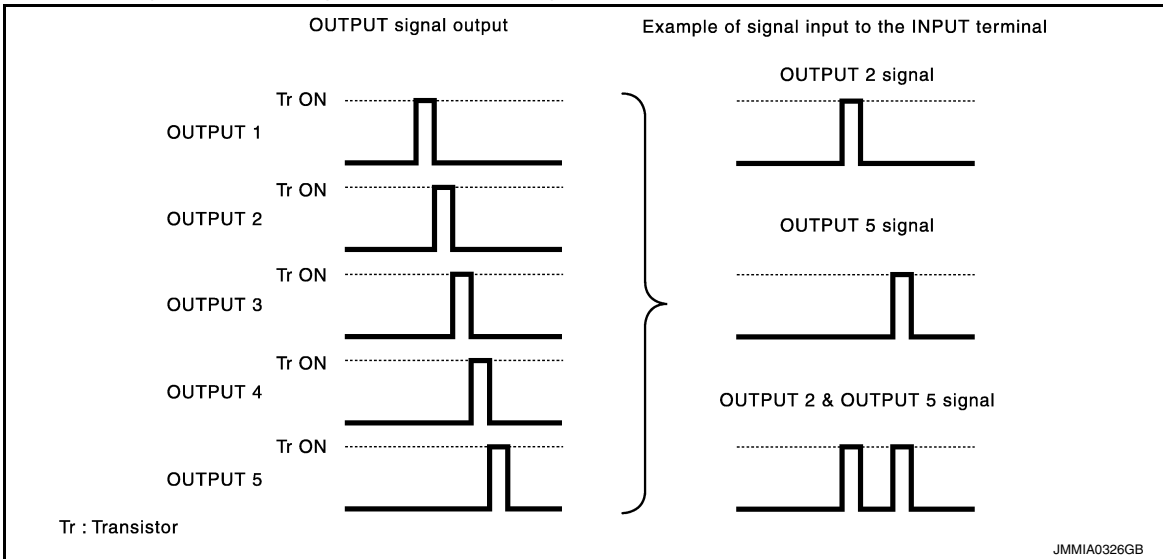 OUTPUT signal output
Example of signal input to the INPUT terminal
Tr ON
OUTPUT 1
Tr ON
OUTPUT 2
Tr ON
OUTPUT 3
Tr ON
OUTPUT 4
Tr ON
OUTPUT 5
OUTPUT 2 signal
OUTPUT 5 signal
OUTPUT 2 & OUTPUT 5 signal
Tr : Transistor
JMMIA0326GB